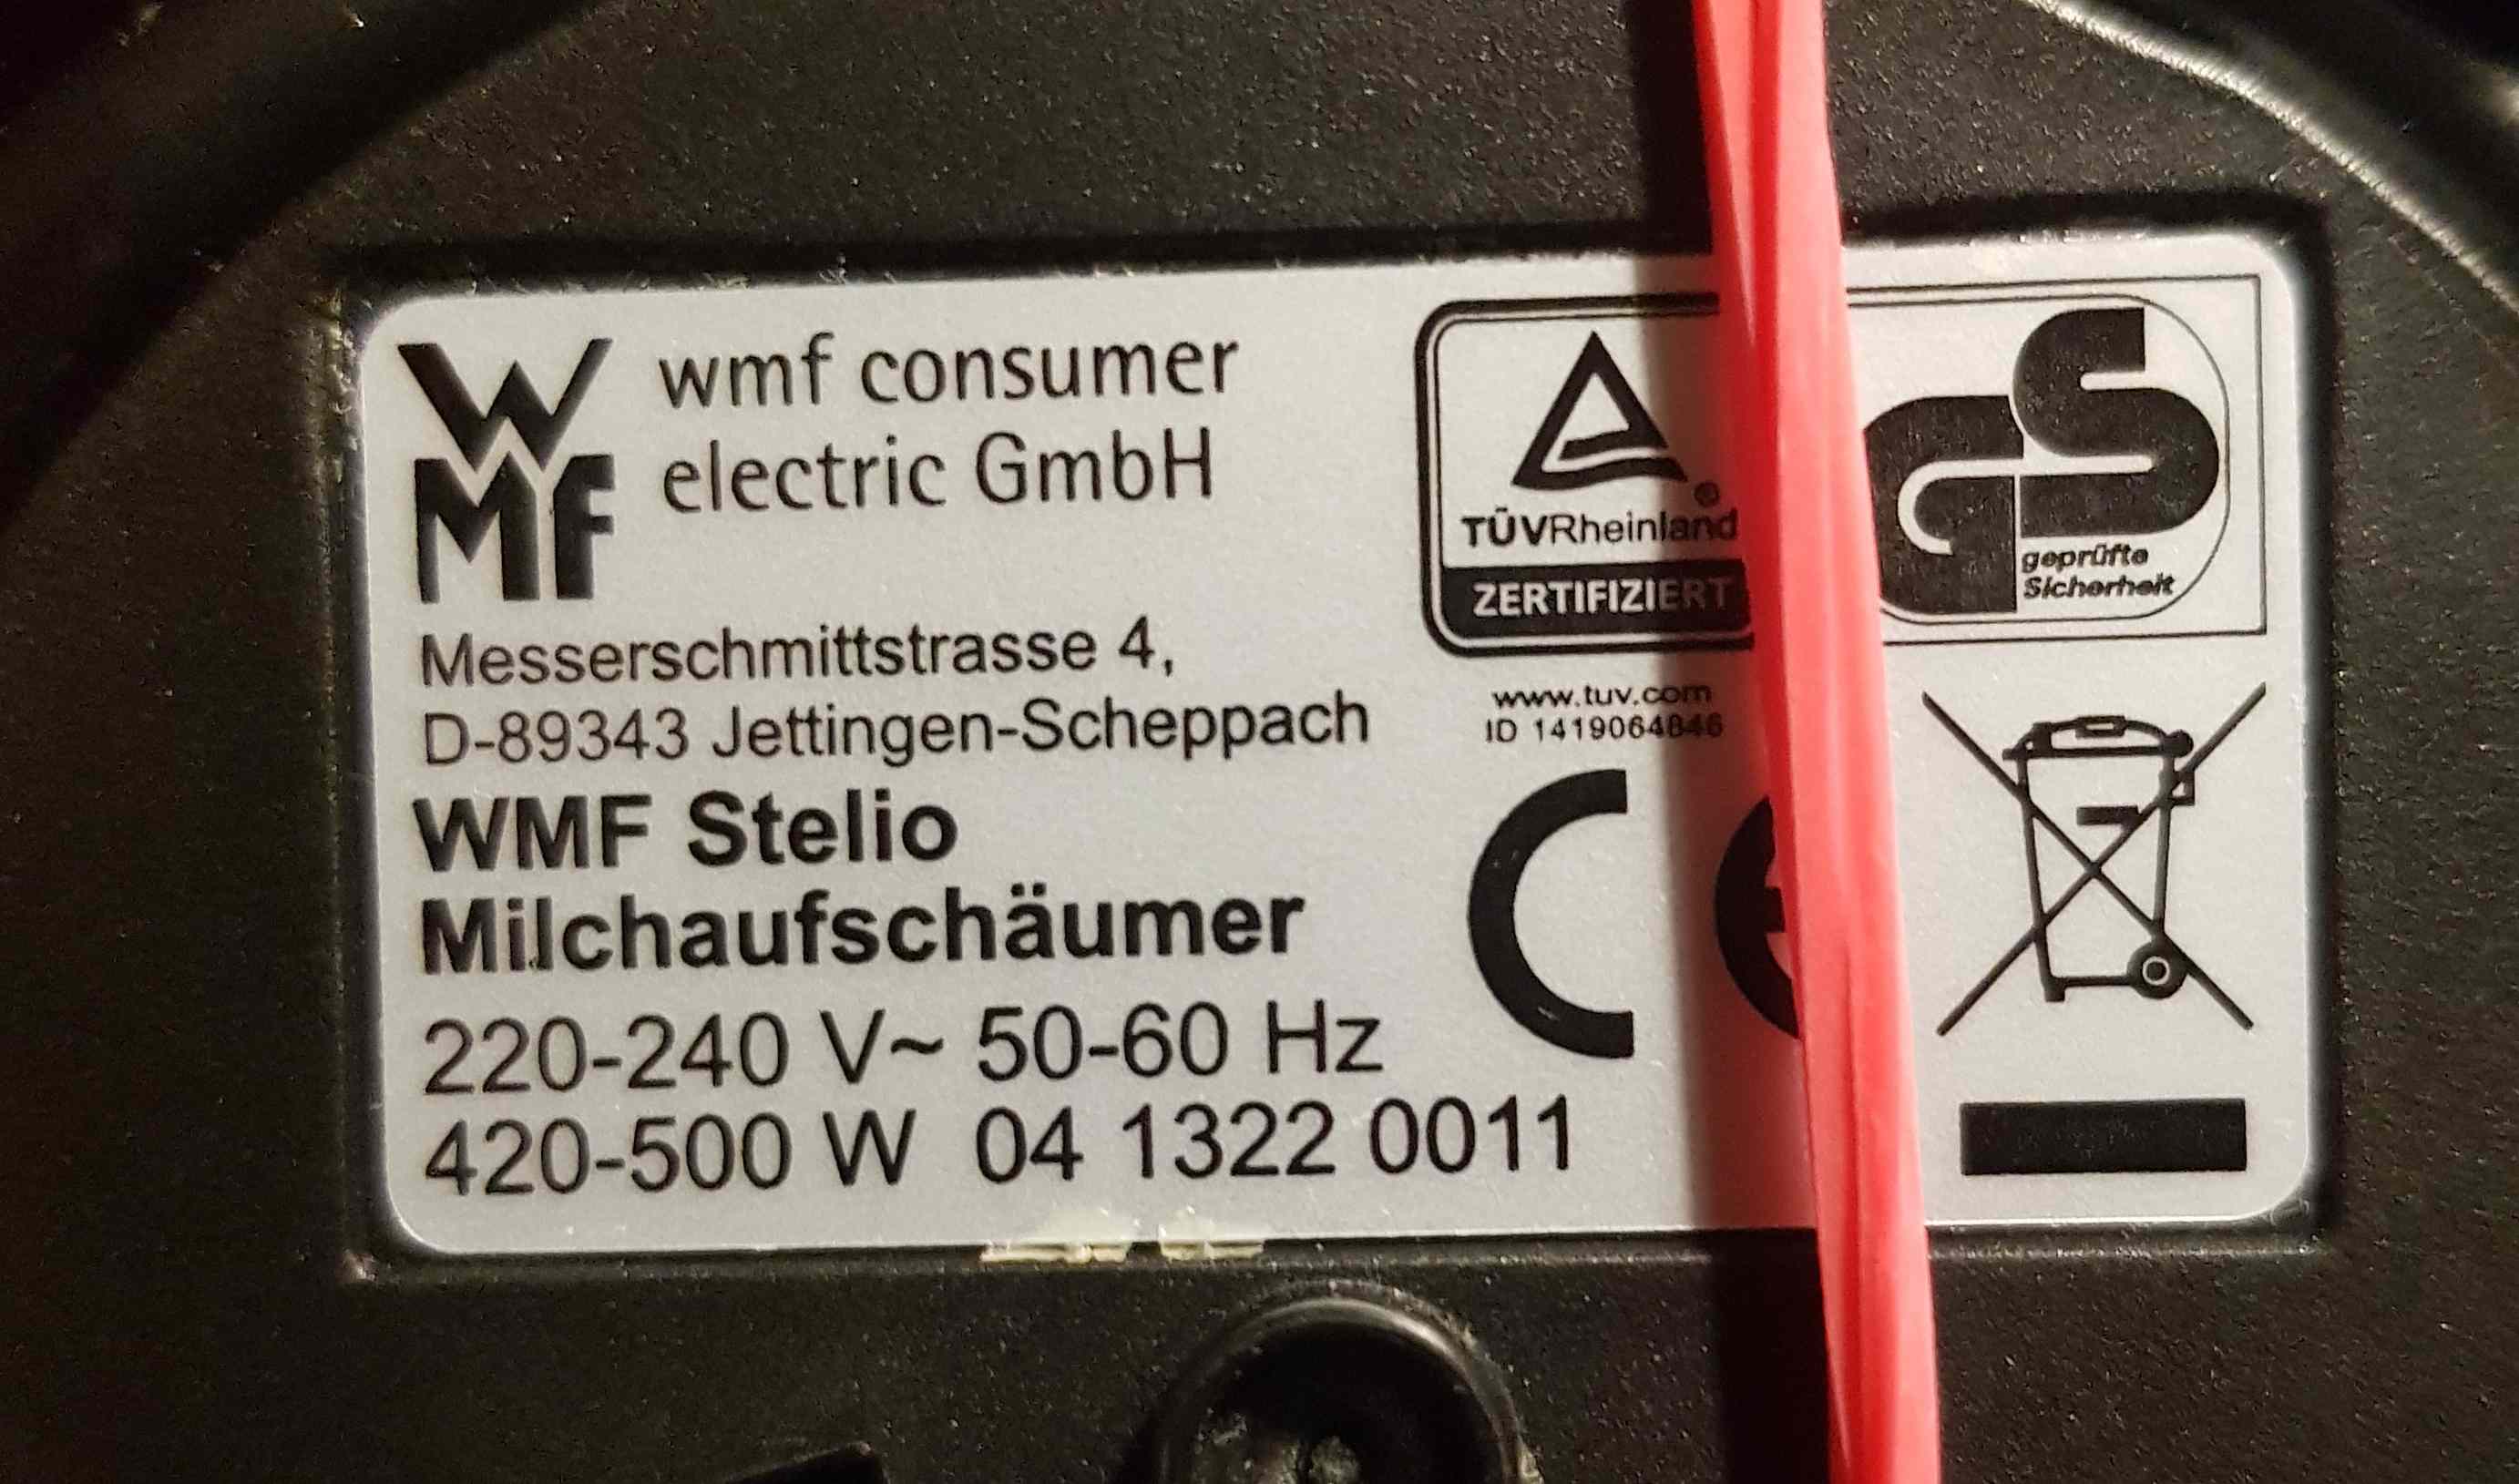 WMF
wmf consumer
electric GmbH
Messerschmittstrasse 4,
D-89343 Jettingen-Scheppach
WMF Stelio
Milchaufschäumer
220-240 V~ 50-60 Hz
420-500 W 04 1322 0011
TÜVRheinland
ZERTIFIZIERT
www.tuv.com
ID 1419064846
GS
geprüfte
Sicherheit
CE